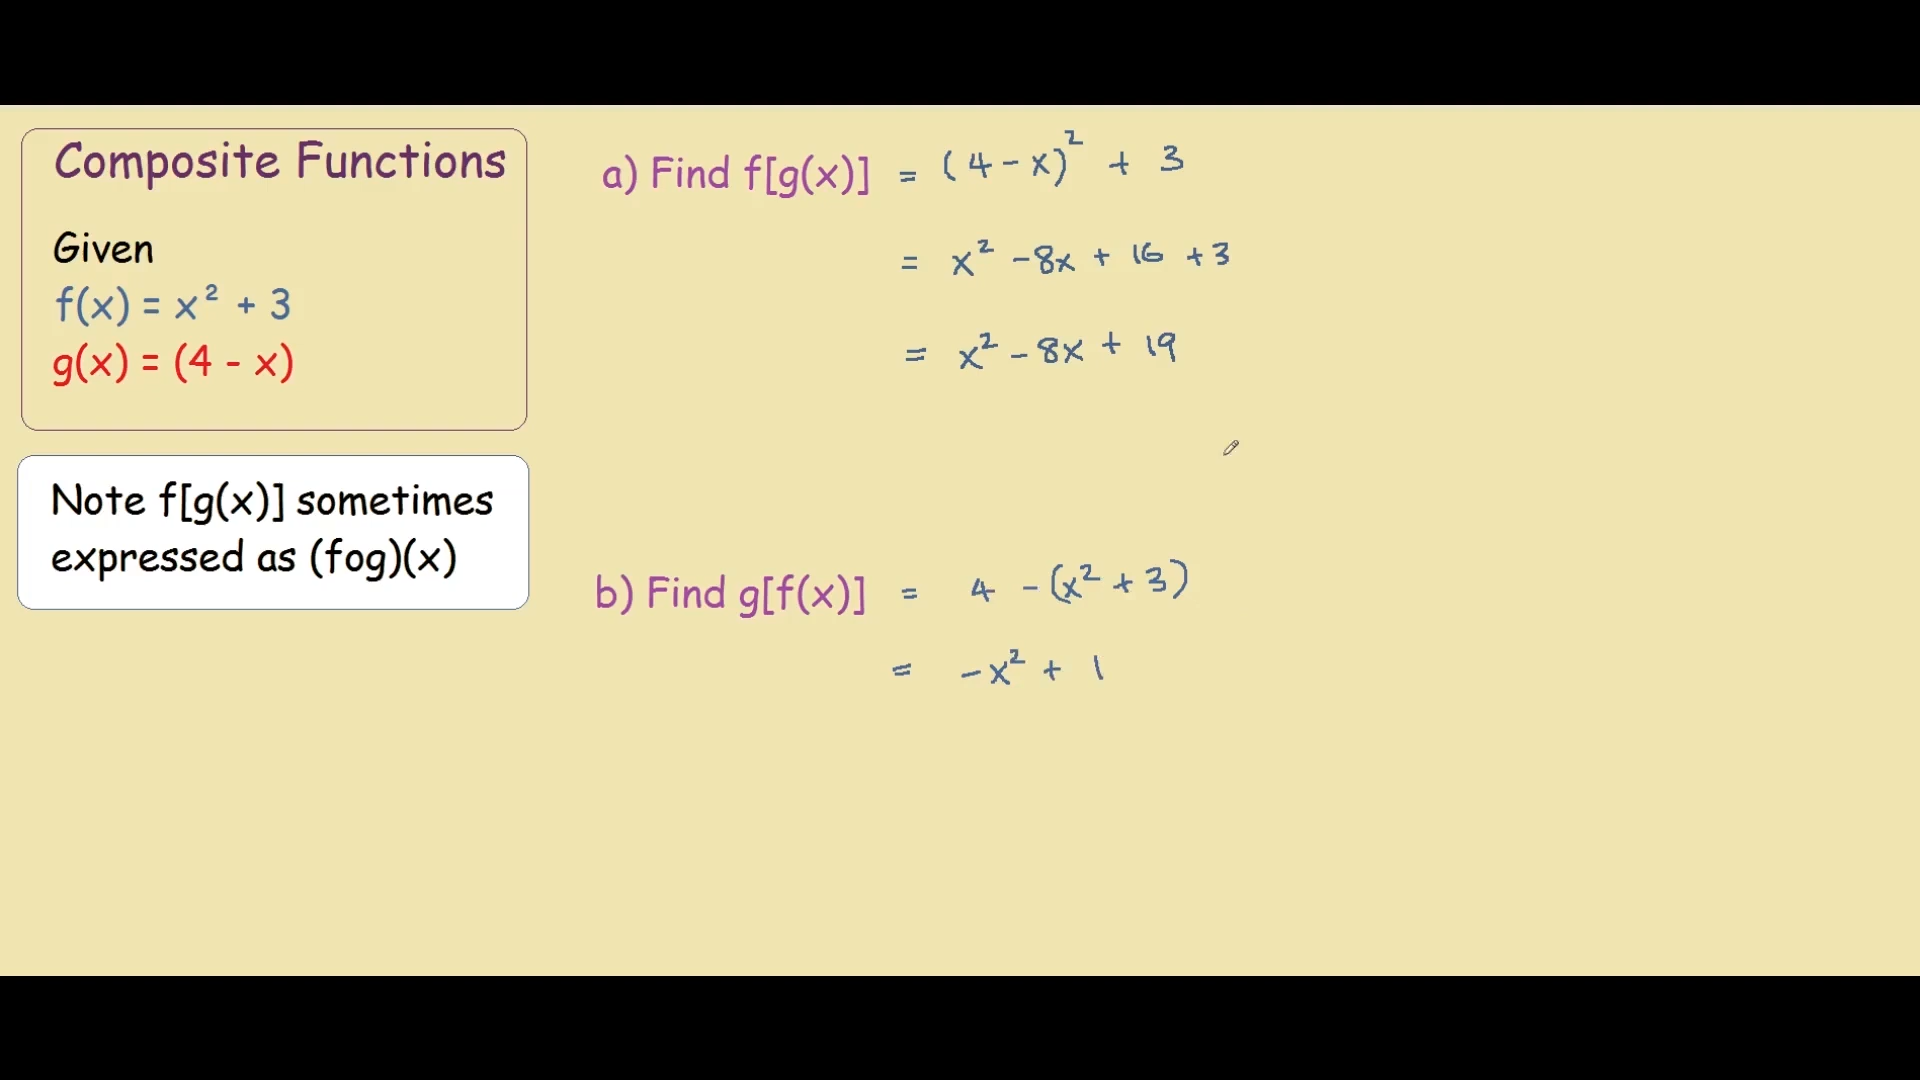 Composite Functions
Given
f(x) = x² + 3
g(x) = (4 - x)
Note f[g(x)] sometimes
expressed as (fog)(x)
a) Find f[g(x)] = (4 - x)² + 3
= x² - 8x + 16 + 3
= x² - 8x + 19
b) Find g[f(x)] = 4 - (x² + 3)
= -x² + 1